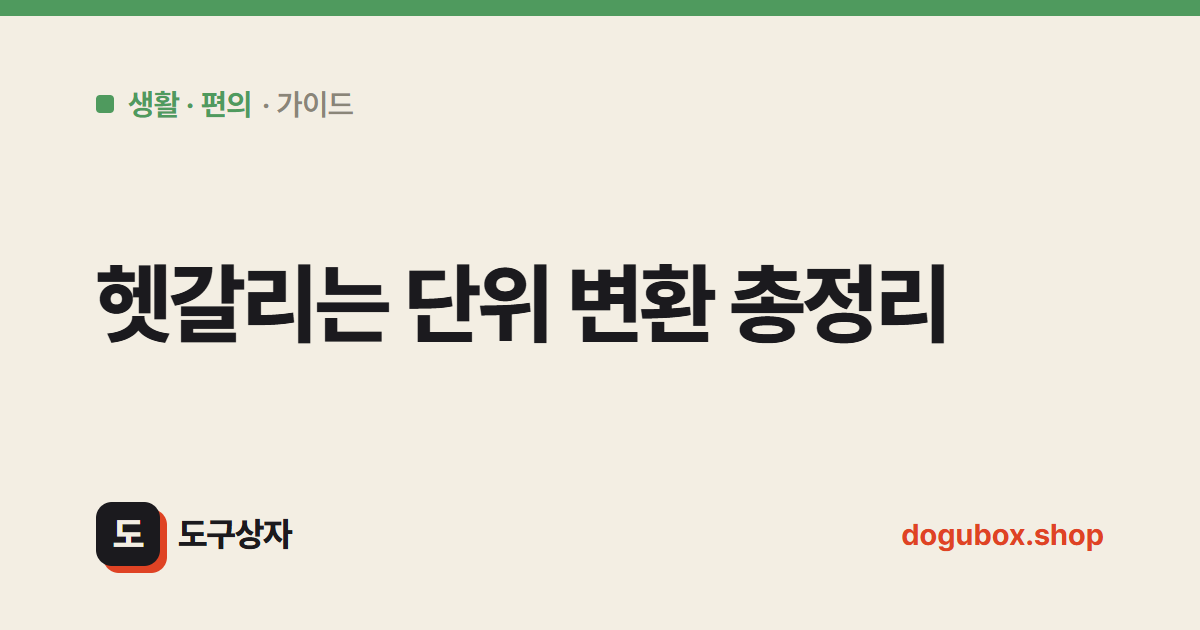 생활 · 편의 · 가이드
헷갈리는 단위 변환 총정리
도 도구상자
dogubox.shop